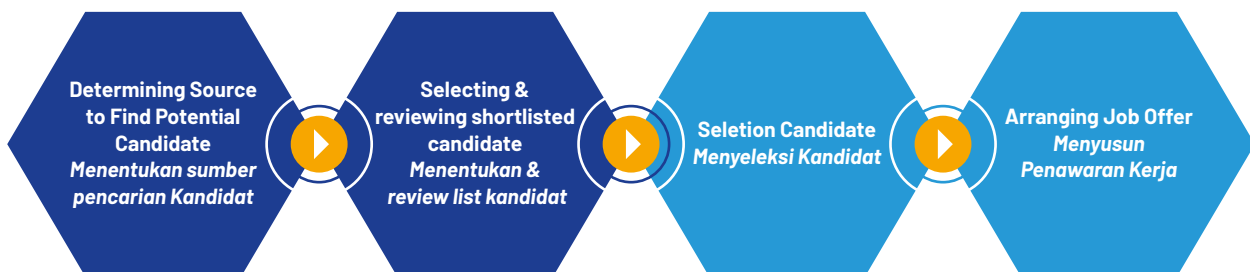 Determining Source
to Find Potential
Candidate
Menentukan sumber
pencarian Kandidat
Selecting &
reviewing shortlisted
candidate
Menentukan &
review list kandidat
Seletion Candidate
Menyeleksi Kandidat
Arranging Job Offer
Menyusun
Penawaran Kerja